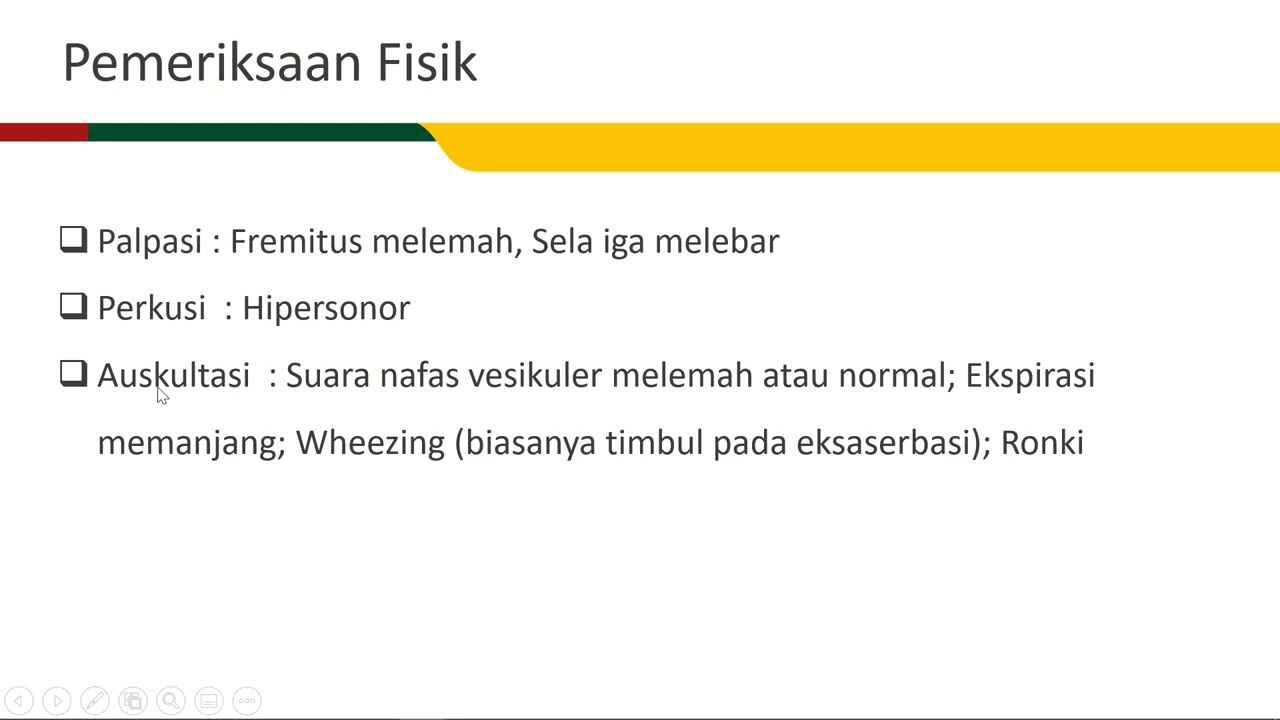 Pemeriksaan Fisik
Palpasi : Fremitus melemah, Sela iga melebar
Perkusi : Hipersonor
Auskultasi : Suara nafas vesikuler melemah atau normal; Ekspirasi
memanjang; Wheezing (biasanya timbul pada eksaserbasi); Ronki